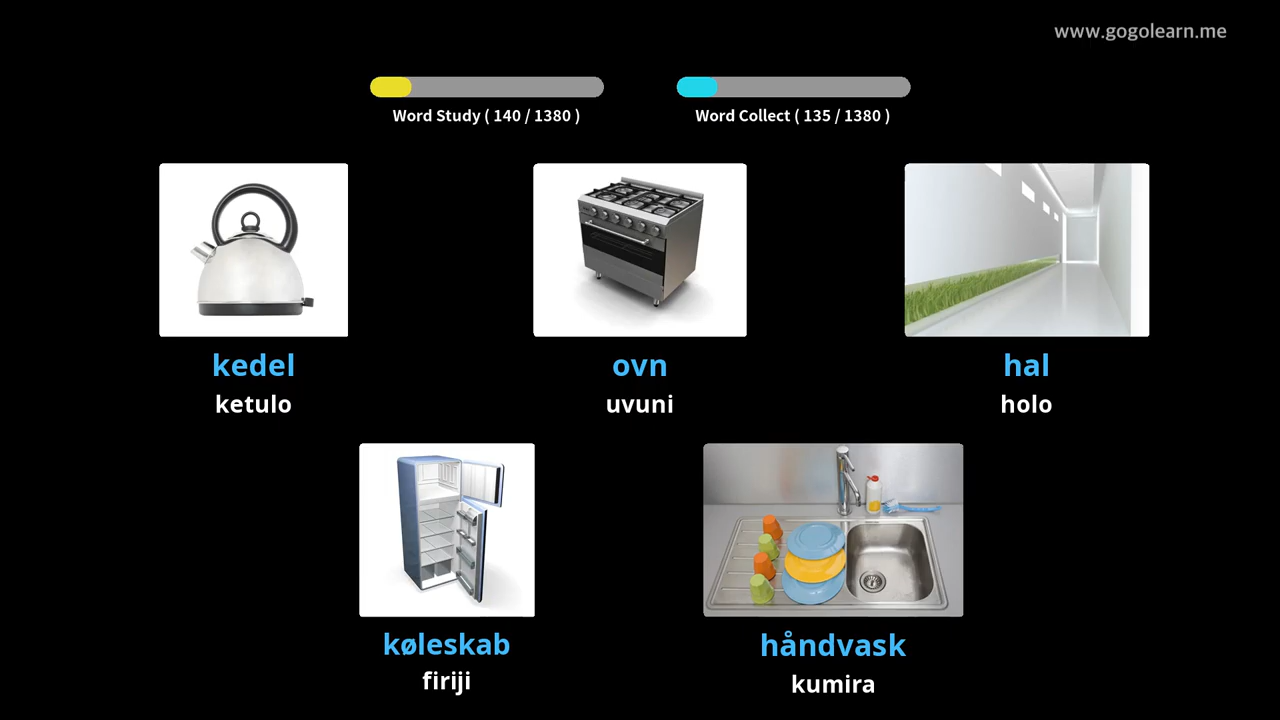 www.gogolearn.me
Word Study ( 140 / 1380 )
Word Collect ( 135 / 1380 )
kedel
ketulo
ovn
uvuni
hal
holo
køleskab
firiji
håndvask
kumira